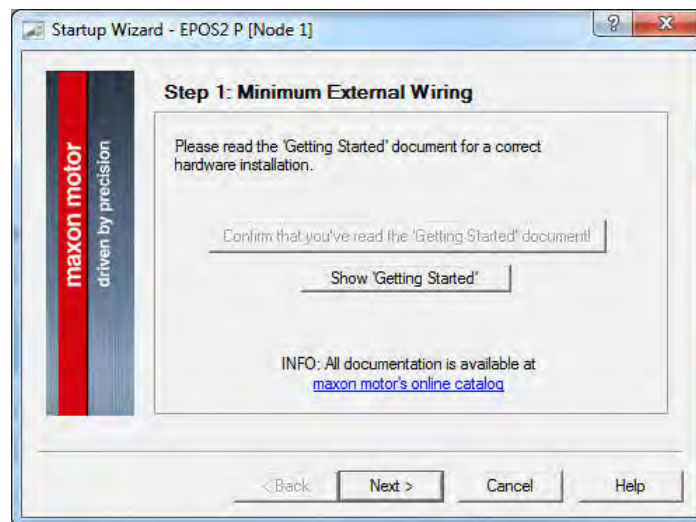 Startup Wizard - EPOS2 P [Node 1]
Step 1: Minimum External Wiring
maxon motor
driven by precision
Please read the 'Getting Started' document for a correct
hardware installation.
Confirm that you've read the 'Getting Started' document!
Show 'Getting Started'
INFO: All documentation is available at
maxon motor's online catalog
< Back
Next >
Cancel
Help